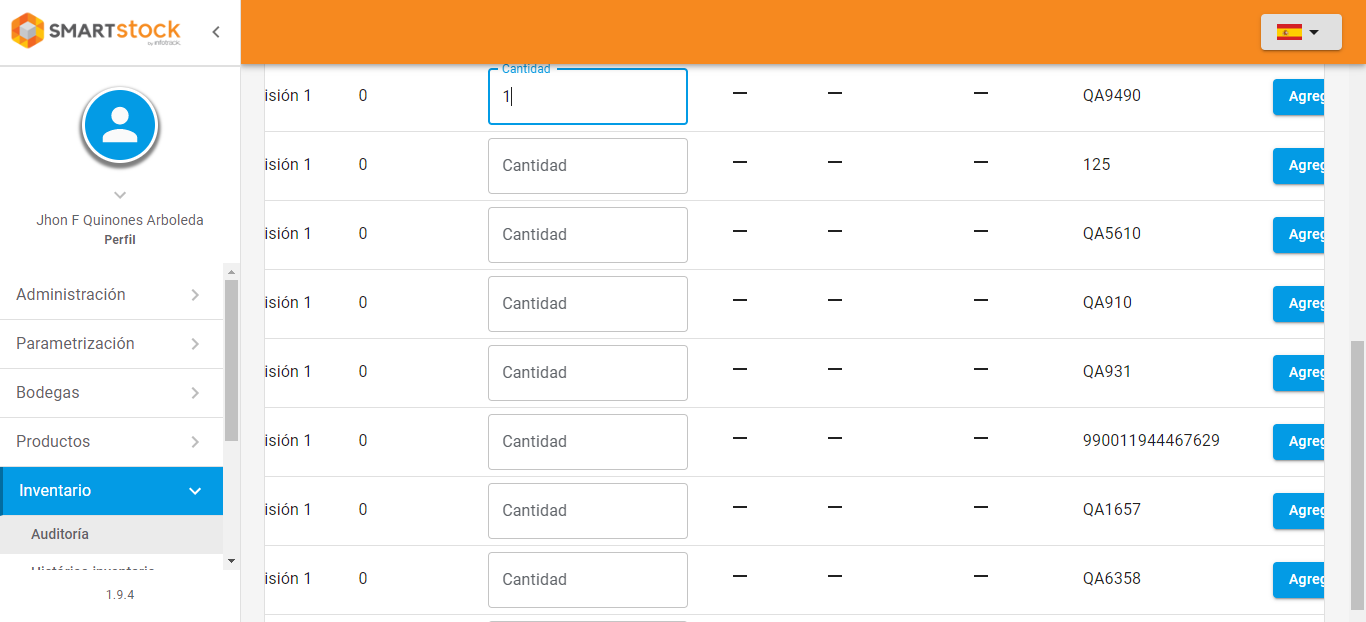 SMARTstock
by infotrack.
Jhon F Quinones Arboleda
Perfil
Administración
Parametrización
Bodegas
Productos
Inventario
Auditoría
Histórico inventario
1.9.4
Cantidad
isión 1 0 1 — — — QA9490 Agreg
isión 1 0 Cantidad — — — 125 Agreg
isión 1 0 Cantidad — — — QA5610 Agreg
isión 1 0 Cantidad — — — QA910 Agreg
isión 1 0 Cantidad — — — QA931 Agreg
isión 1 0 Cantidad — — — 990011944467629 Agreg
isión 1 0 Cantidad — — — QA1657 Agreg
isión 1 0 Cantidad — — — QA6358 Agreg